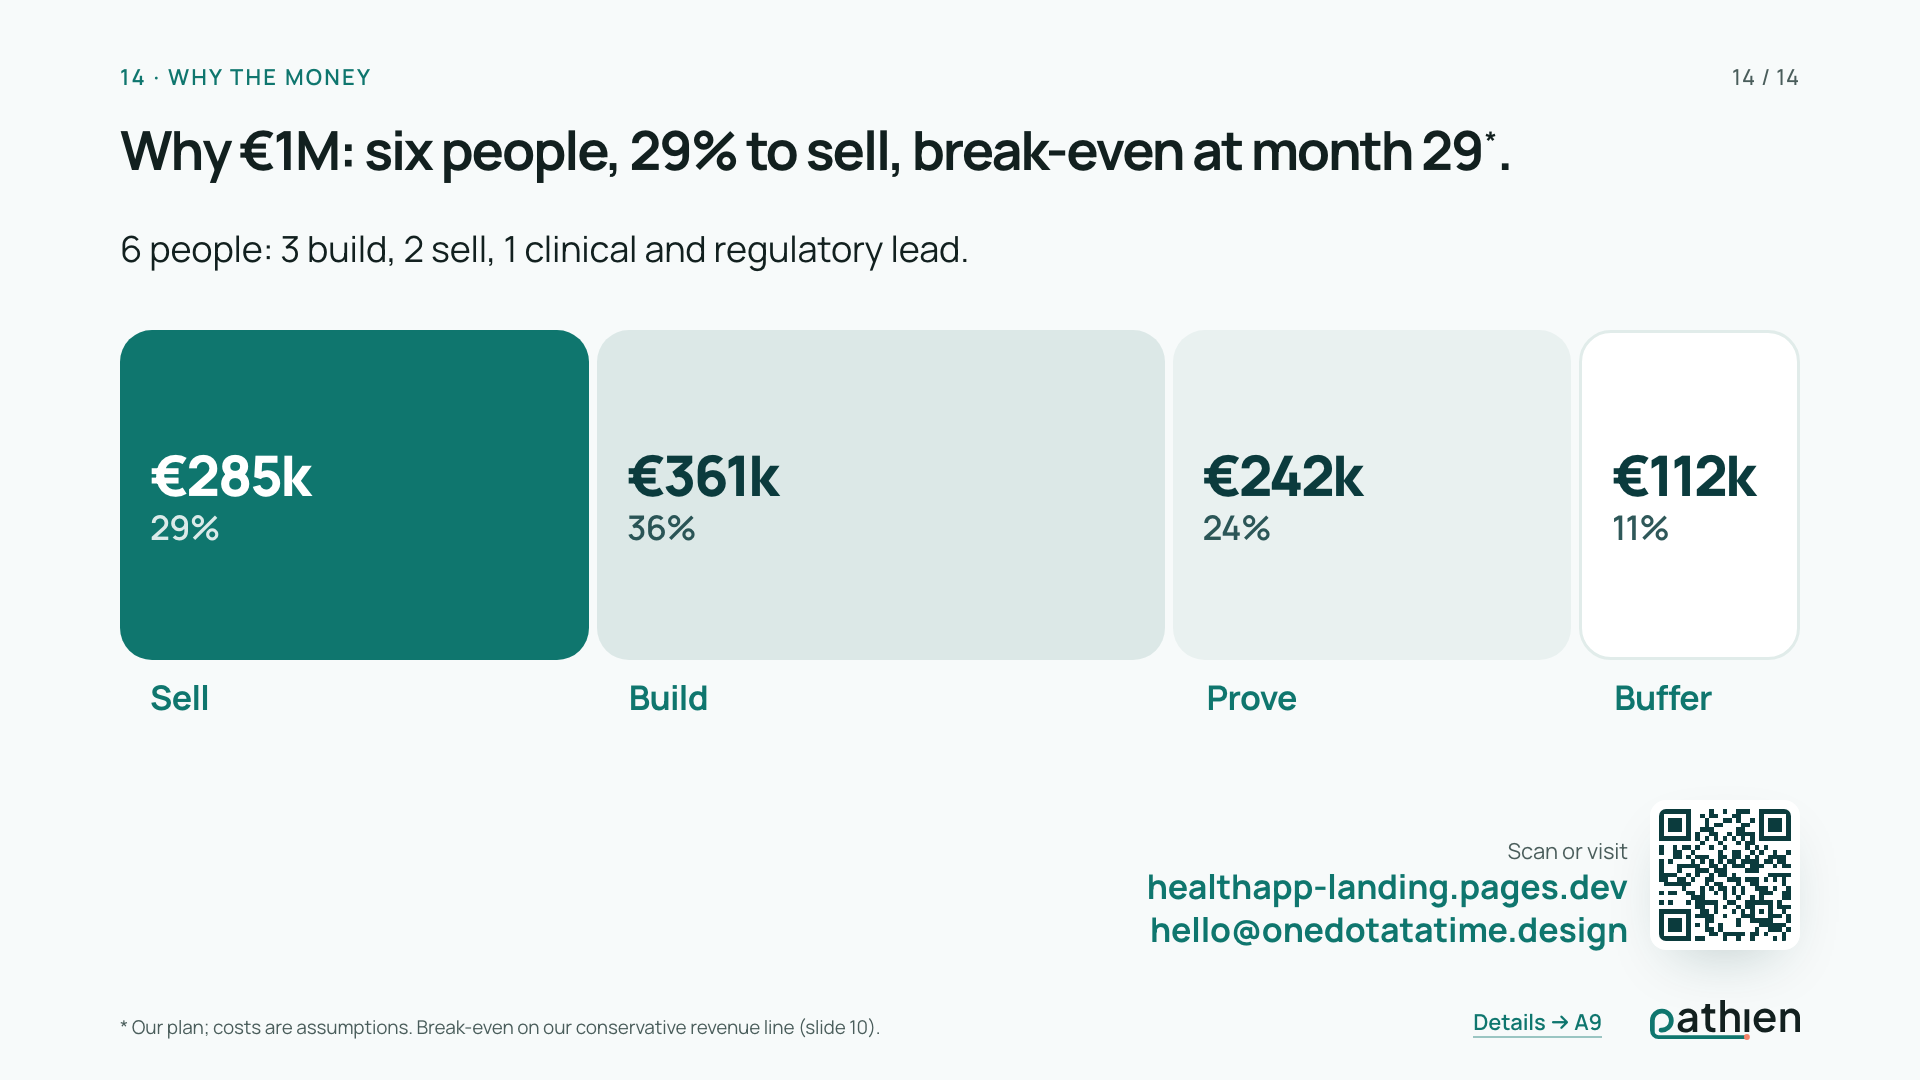 14 · WHY THE MONEY
14 / 14
Why €1M: six people, 29% to sell, break-even at month 29*.
6 people: 3 build, 2 sell, 1 clinical and regulatory lead.
€285k
29%
€361k
36%
€242k
24%
€112k
11%
Sell
Build
Prove
Buffer
Scan or visit
healthapp-landing.pages.dev
hello@onedotatatime.design
* Our plan; costs are assumptions. Break-even on our conservative revenue line (slide 10).
Details → A9
pathien